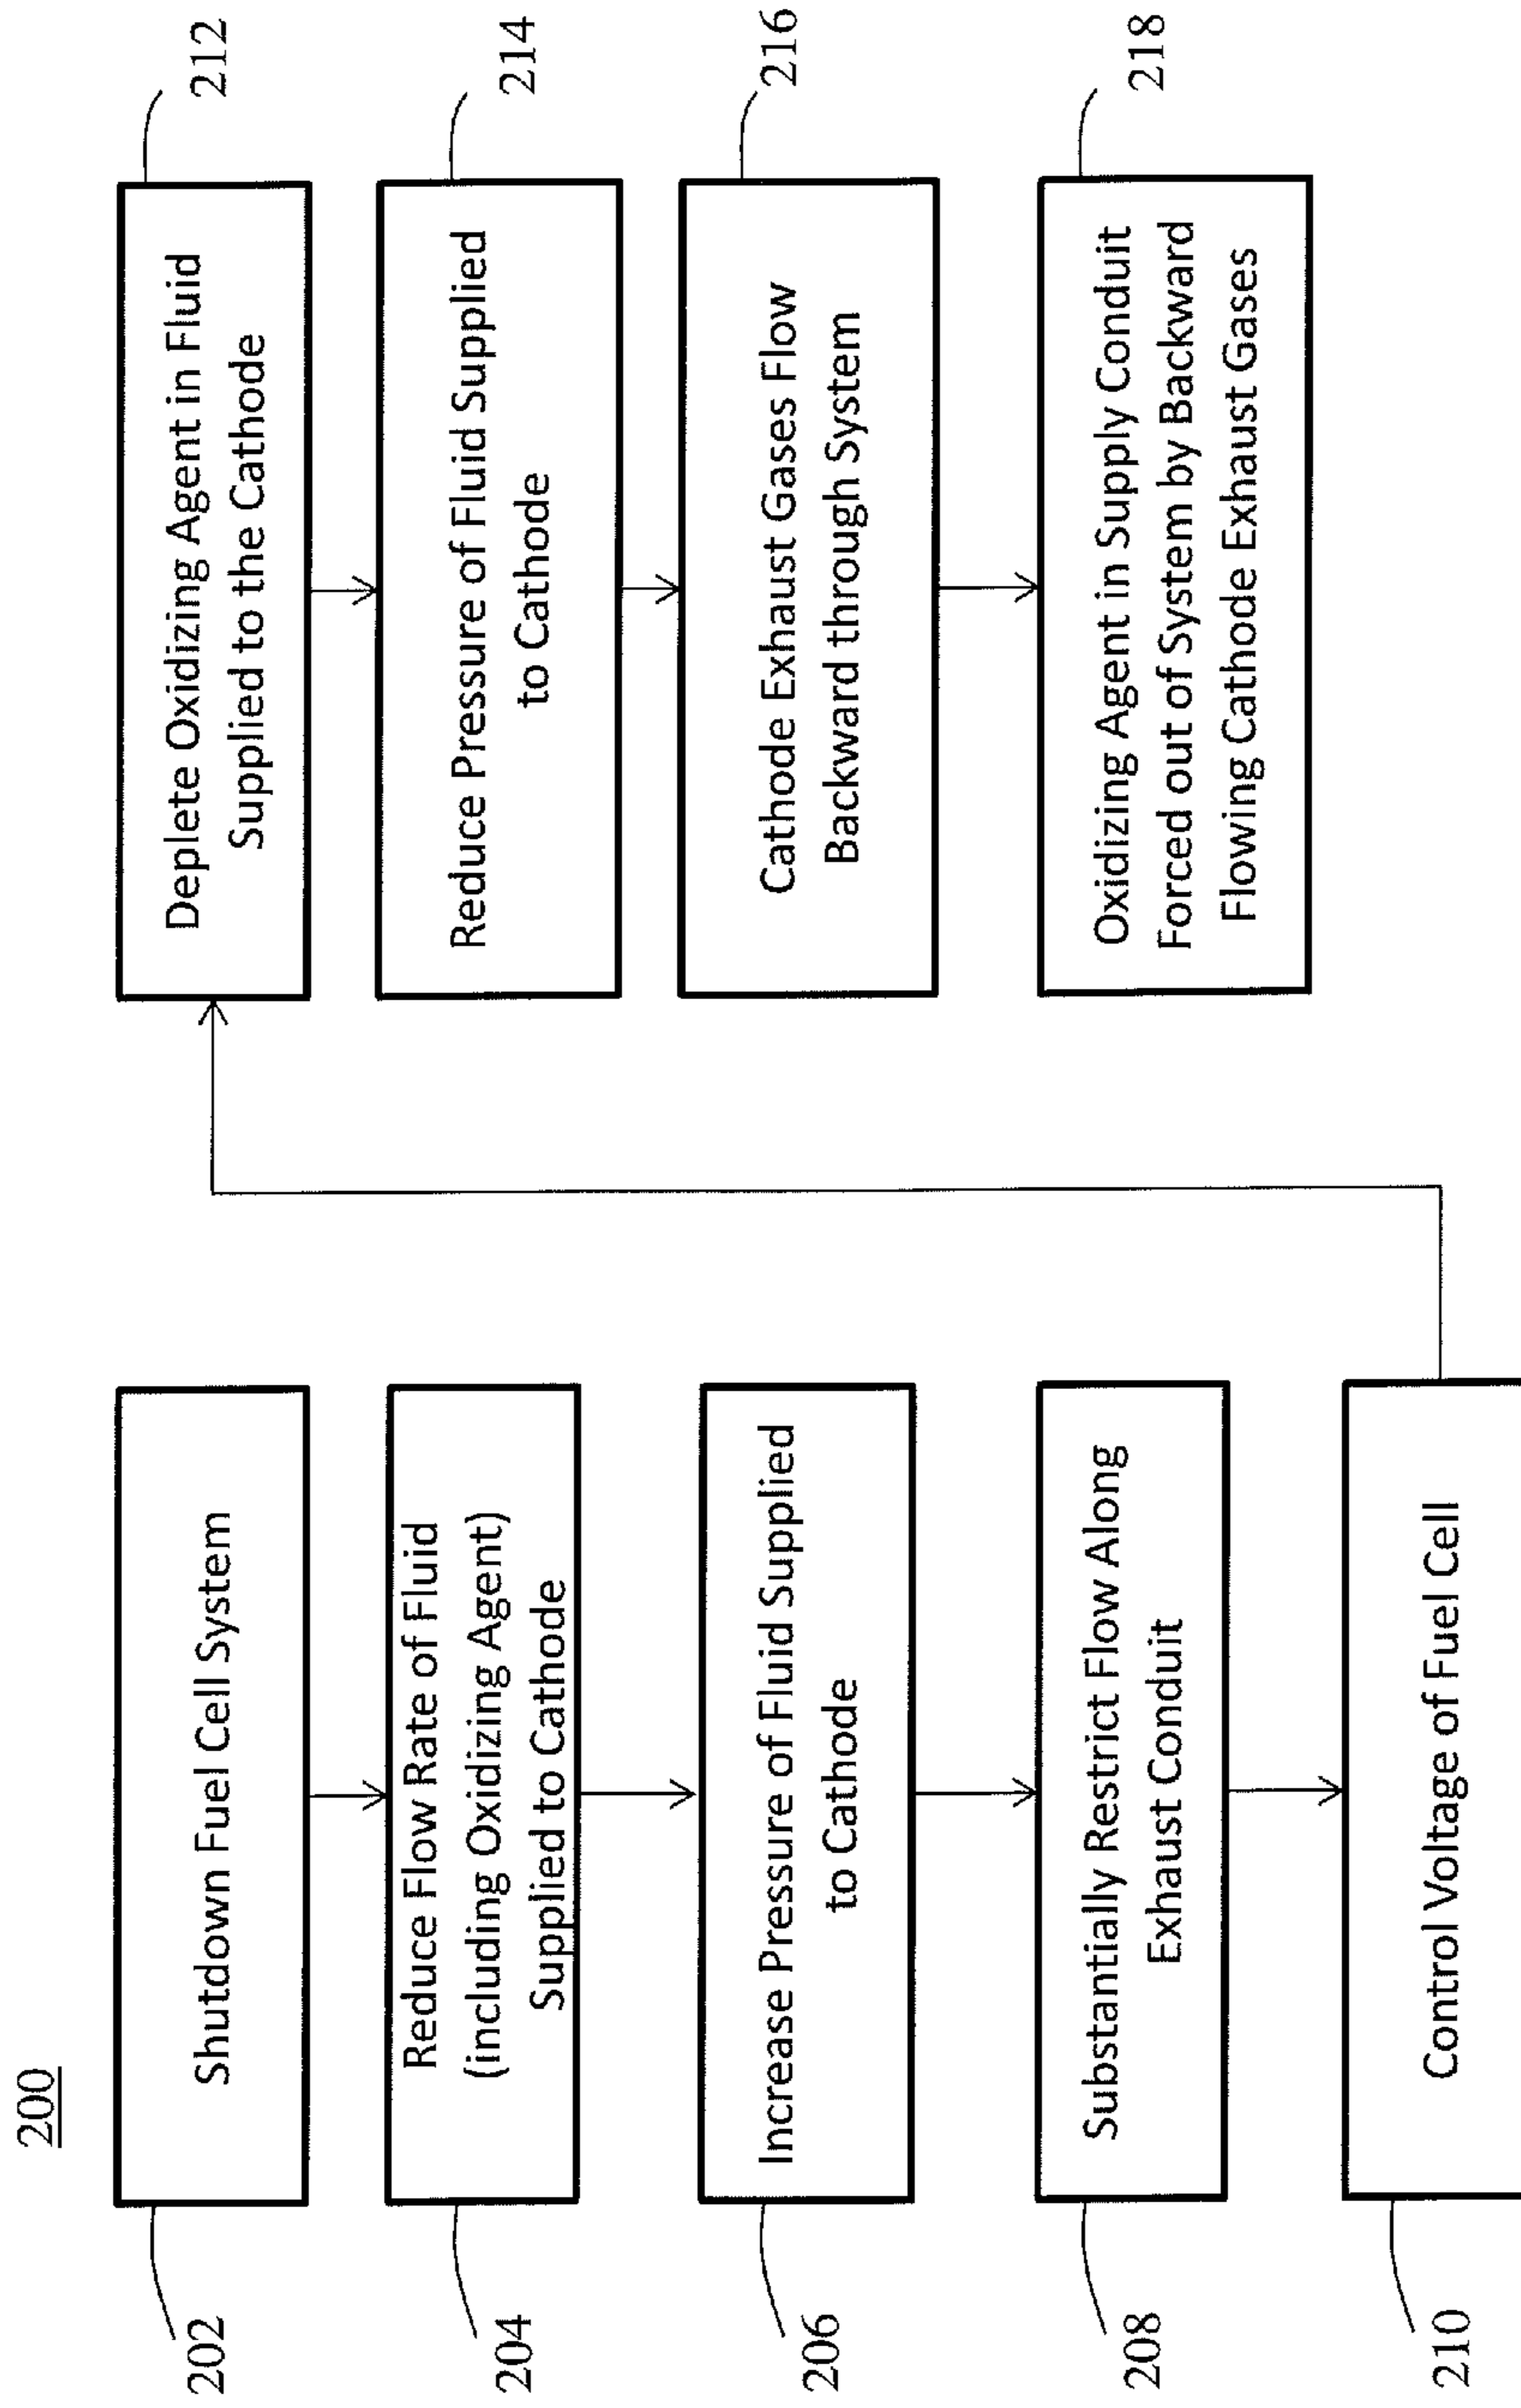 200
202
Shutdown Fuel Cell System
204
Reduce Flow Rate of Fluid
(including Oxidizing Agent)
Supplied to Cathode
206
Increase Pressure of Fluid Supplied
to Cathode
208
Substantially Restrict Flow Along
Exhaust Conduit
210
Control Voltage of Fuel Cell
212
Deplete Oxidizing Agent in Fluid
Supplied to the Cathode
214
Reduce Pressure of Fluid Supplied
to Cathode
216
Cathode Exhaust Gases Flow
Backward through System
218
Oxidizing Agent in Supply Conduit
Forced out of System by Backward
Flowing Cathode Exhaust Gases